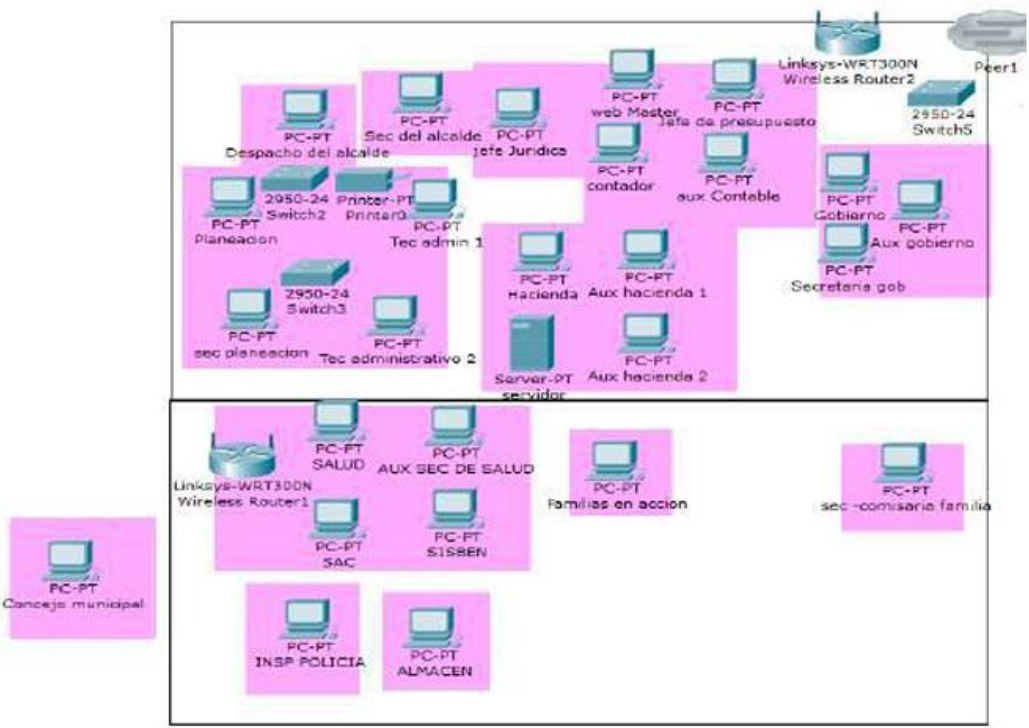 Linksys-WRT300N
Wireless Router2
Peer1
2950-24
Switch5
PC-PT
Despacho del alcalde
PC-PT
Sec del alcalde
PC-PT
Jefe Juridica
PC-PT
web Master
PC-PT
Jefe de presupuesto
PC-PT
contador
PC-PT
aux Contable
PC-PT
Planeacion
2950-24
Switch2
Printer-PT
Printer0
PC-PT
Tec admin 1
PC-PT
Gobierno
PC-PT
Aux gobierno
PC-PT
Secretaria gob
2950-24
Switch3
PC-PT
sec planeacion
PC-PT
Tec administrativo 2
PC-PT
Hacienda
PC-PT
Aux hacienda 1
Server-PT
servidor
PC-PT
Aux hacienda 2
Linksys-WRT300N
Wireless Router1
PC-PT
SALUD
PC-PT
AUX SEC DE SALUD
PC-PT
SAC
PC-PT
SISBEN
PC-PT
Familias en accion
PC-PT
sec -comisaria familia
PC-PT
Concejo municipal
PC-PT
INSP POLICIA
PC-PT
ALMACEN